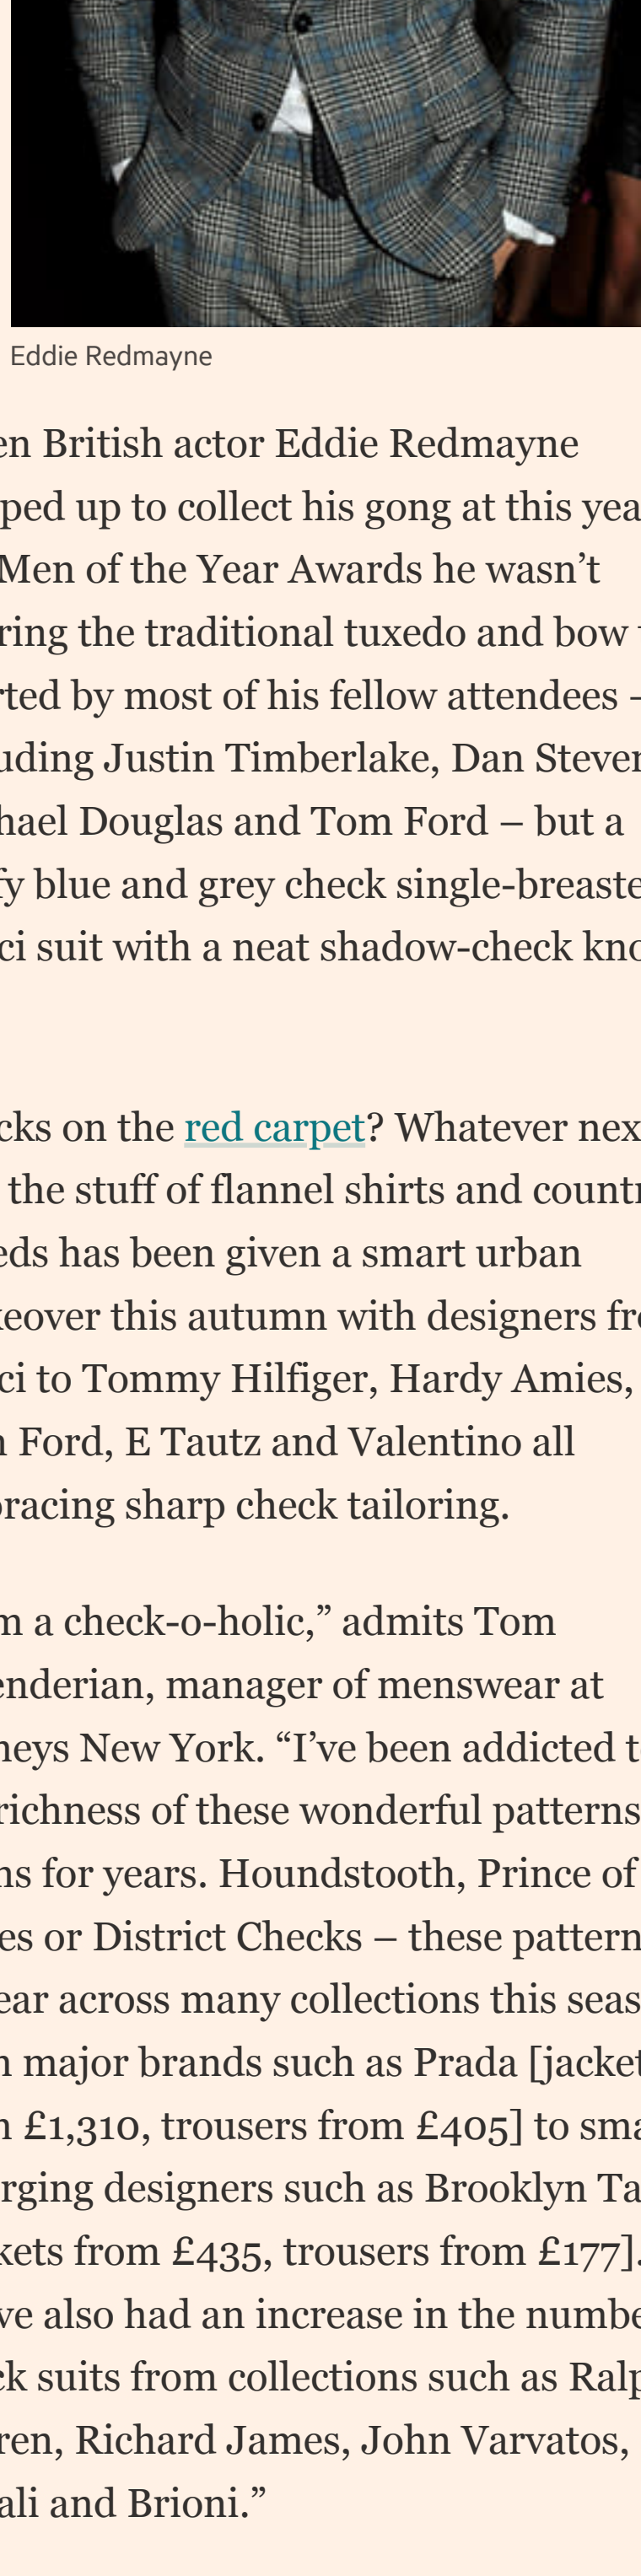 Eddie Redmayne
en British actor Eddie Redmayne
ped up to collect his gong at this yea
Men of the Year Awards he wasn’t
ring the traditional tuxedo and bow
rted by most of his fellow attendees –
uding Justin Timberlake, Dan Steven
hael Douglas and Tom Ford – but a
fy blue and grey check single-breaste
ci suit with a neat shadow-check kno
cks on the red carpet? Whatever nex
the stuff of flannel shirts and countr
eds has been given a smart urban
keover this autumn with designers fro
ci to Tommy Hilfiger, Hardy Amies,
n Ford, E Tautz and Valentino all
bracing sharp check tailoring.
m a check-o-holic,” admits Tom
enderian, manager of menswear at
neys New York. “I’ve been addicted to
richness of these wonderful patterns
ns for years. Houndstooth, Prince of
es or District Checks – these pattern
ear across many collections this seas
n major brands such as Prada [jacket
n £1,310, trousers from £405] to sma
rging designers such as Brooklyn Ta
kets from £435, trousers from £177].
ve also had an increase in the numbe
ck suits from collections such as Ralp
ren, Richard James, John Varvatos,
ali and Brioni.”